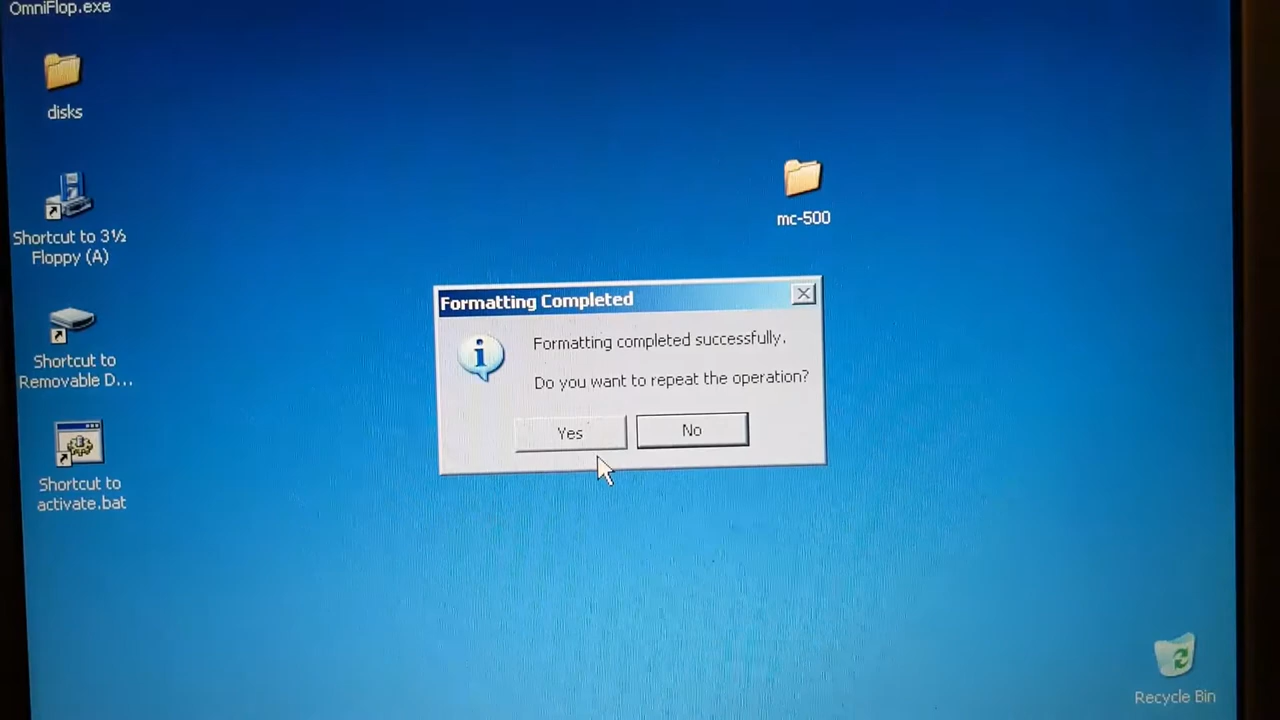 OmniFlop.exe
disks
Shortcut to 3½
Floppy (A)
Shortcut to
Removable D...
Shortcut to
activate.bat
mc-500
Formatting Completed
Formatting completed successfully.
Do you want to repeat the operation?
Yes
No
Recycle Bin